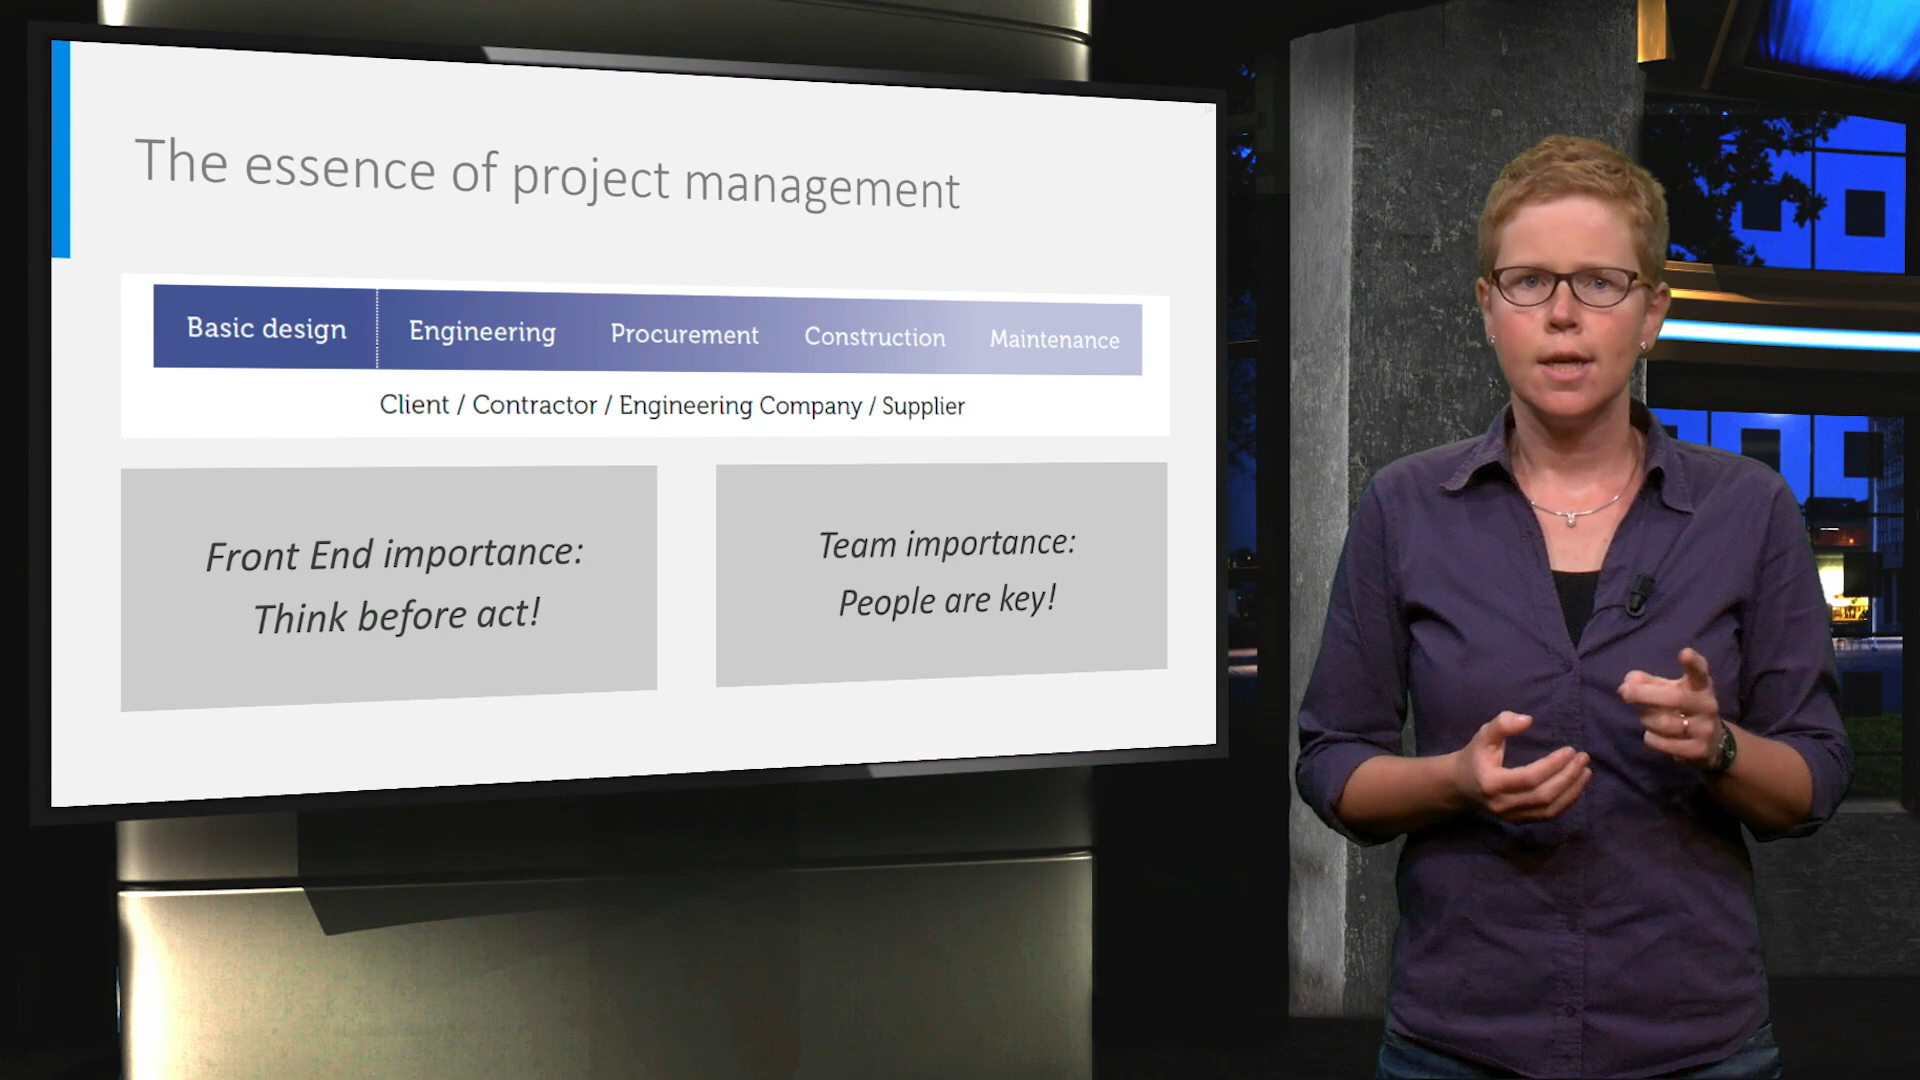 The essence of project management
Basic design Engineering Procurement Construction Maintenance
Client / Contractor / Engineering Company / Supplier
Front End importance:
Think before act!
Team importance:
People are key!